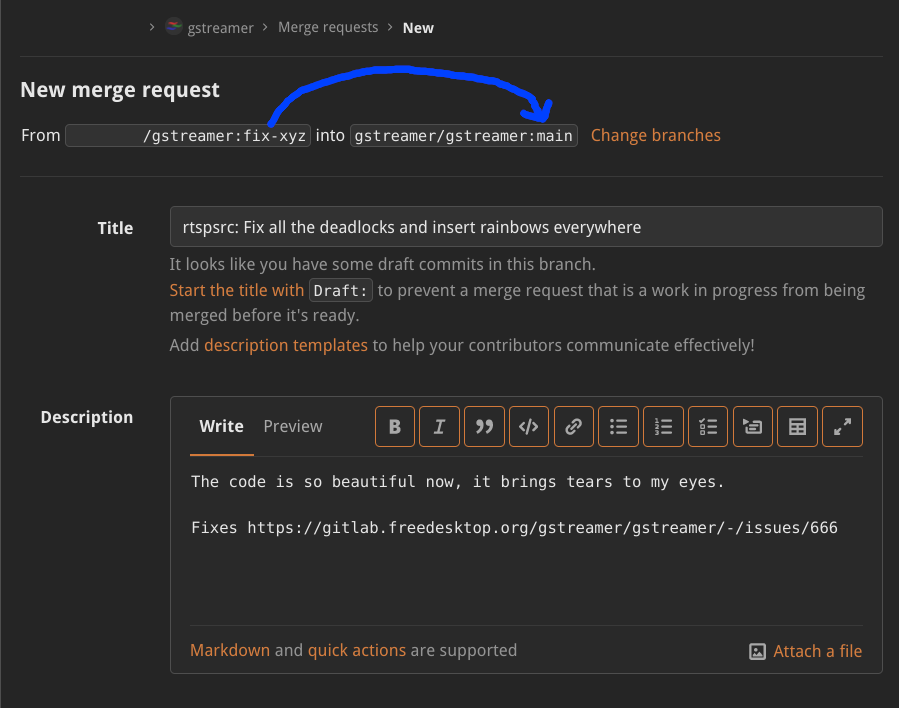 › gstreamer › Merge requests › New
New merge request
From /gstreamer:fix-xyz into gstreamer/gstreamer:main Change branches
Title rtspsrc: Fix all the deadlocks and insert rainbows everywhere
It looks like you have some draft commits in this branch.
Start the title with Draft: to prevent a merge request that is a work in progress from being
merged before it's ready.
Add description templates to help your contributors communicate effectively!
Description Write Preview
The code is so beautiful now, it brings tears to my eyes.
Fixes https://gitlab.freedesktop.org/gstreamer/gstreamer/-/issues/666
Markdown and quick actions are supported Attach a file